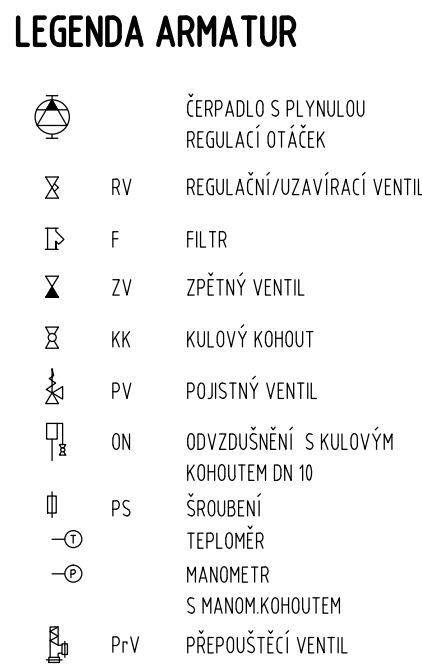 LEGENDA ARMATUR
ČERPADLO S PLYNULOU
REGULACÍ OTÁČEK
RV REGULAČNÍ/UZAVÍRACÍ VENTIL
F FILTR
ZV ZPĚTNÝ VENTIL
KK KULOVÝ KOHOUT
PV POJISTNÝ VENTIL
ON ODVZDUŠNĚNÍ S KULOVÝM
KOHOUTEM DN 10
PS ŠROUBENÍ
T TEPLOMĚR
P MANOMETR
S MANOM.KOHOUTEM
PrV PŘEPOUŠTĚCÍ VENTIL